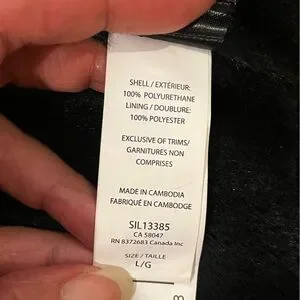 SHELL / EXTÉRIEUR:
100% POLYURETHANE
LINING / DOUBLURE:
100% POLYESTER
EXCLUSIVE OF TRIMS/
GARNITURES NON
COMPRISES
MADE IN CAMBODIA
FABRIQUÉ EN CAMBODGE
SIL13385
CA 58047
RN 8372683 Canada Inc
SIZE / TAILLE
L/G